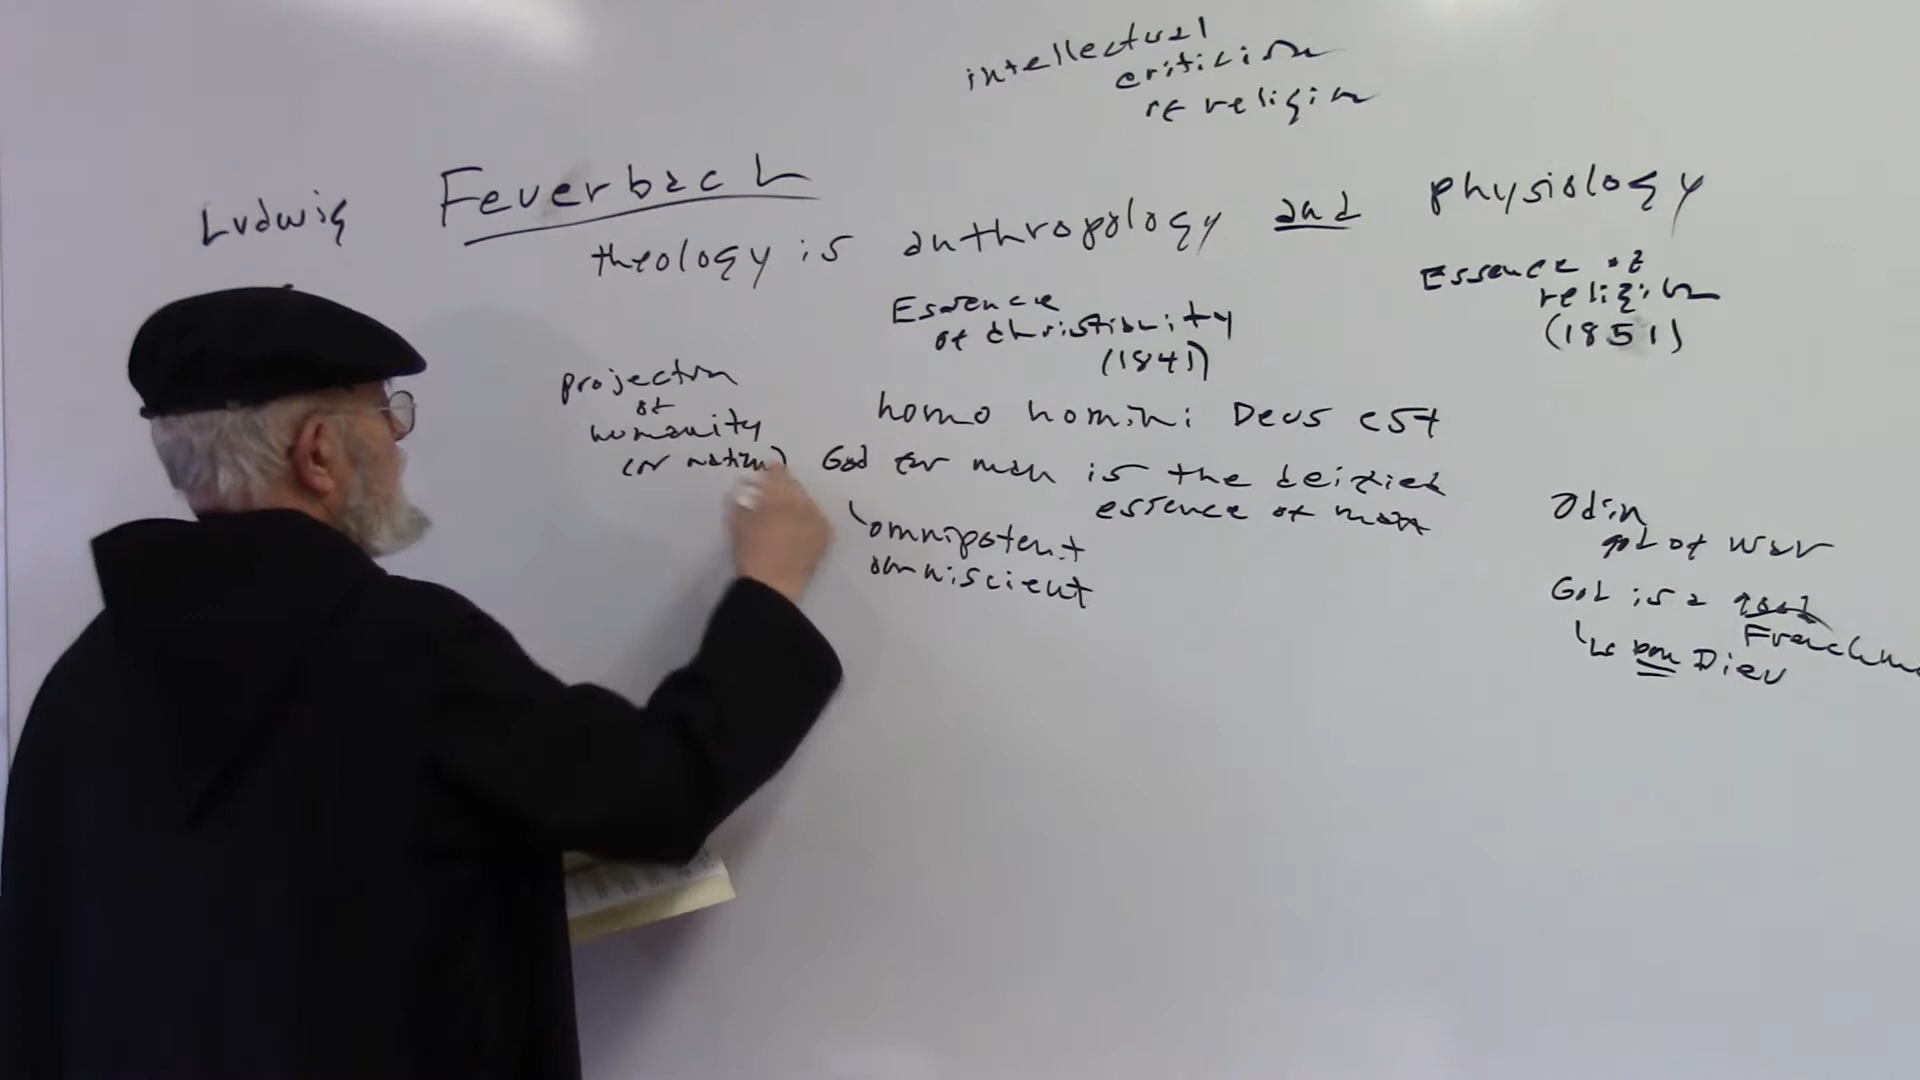 intellectual
criticism
of religion
Ludwig Feuerbach
theology is anthropology and physiology
Essence
of Christianity
(1841)
Essence of
religion
(1851)
projection
of
humanity
(or nation)
homo homini Deus est
God for man is the deified
essence of man
omnipotent
omniscient
Odin
god of war
God is a good
Frenchm
Le bon Dieu